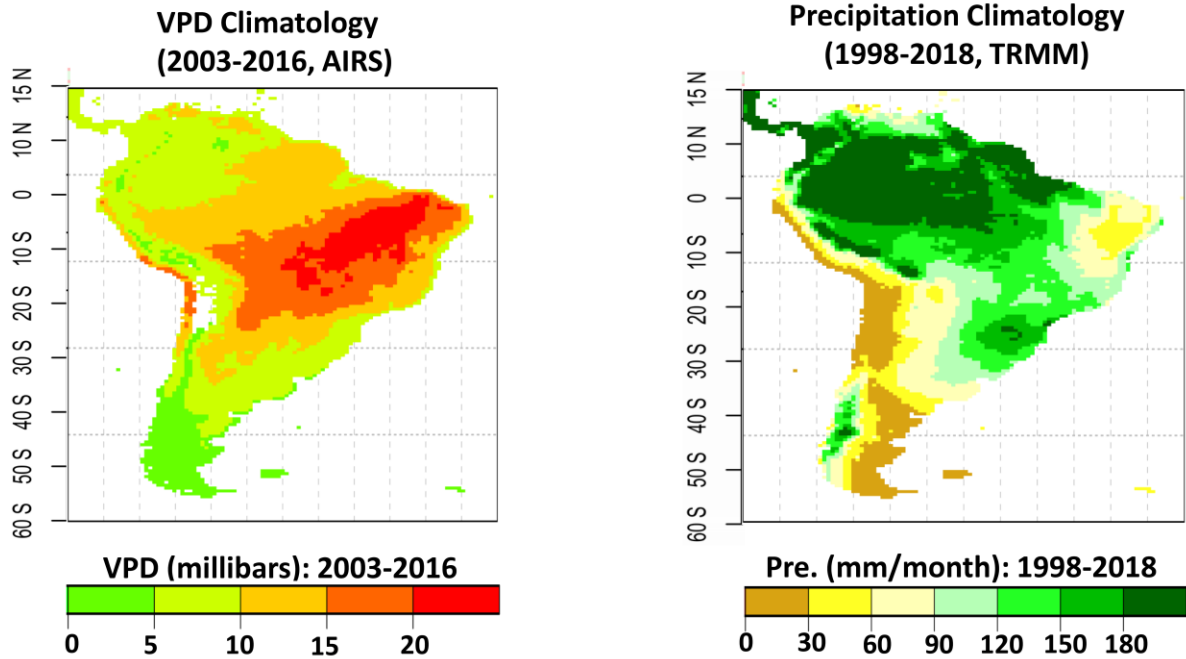 VPD Climatology
(2003-2016, AIRS)
15 N
10 N
0
10 S
20 S
30 S
40 S
50 S
60 S
VPD (millibars): 2003-2016
0 5 10 15 20
Precipitation Climatology
(1998-2018, TRMM)
15 N
10 N
0
10 S
20 S
30 S
40 S
50 S
60 S
Pre. (mm/month): 1998-2018
0 30 60 90 120 150 180